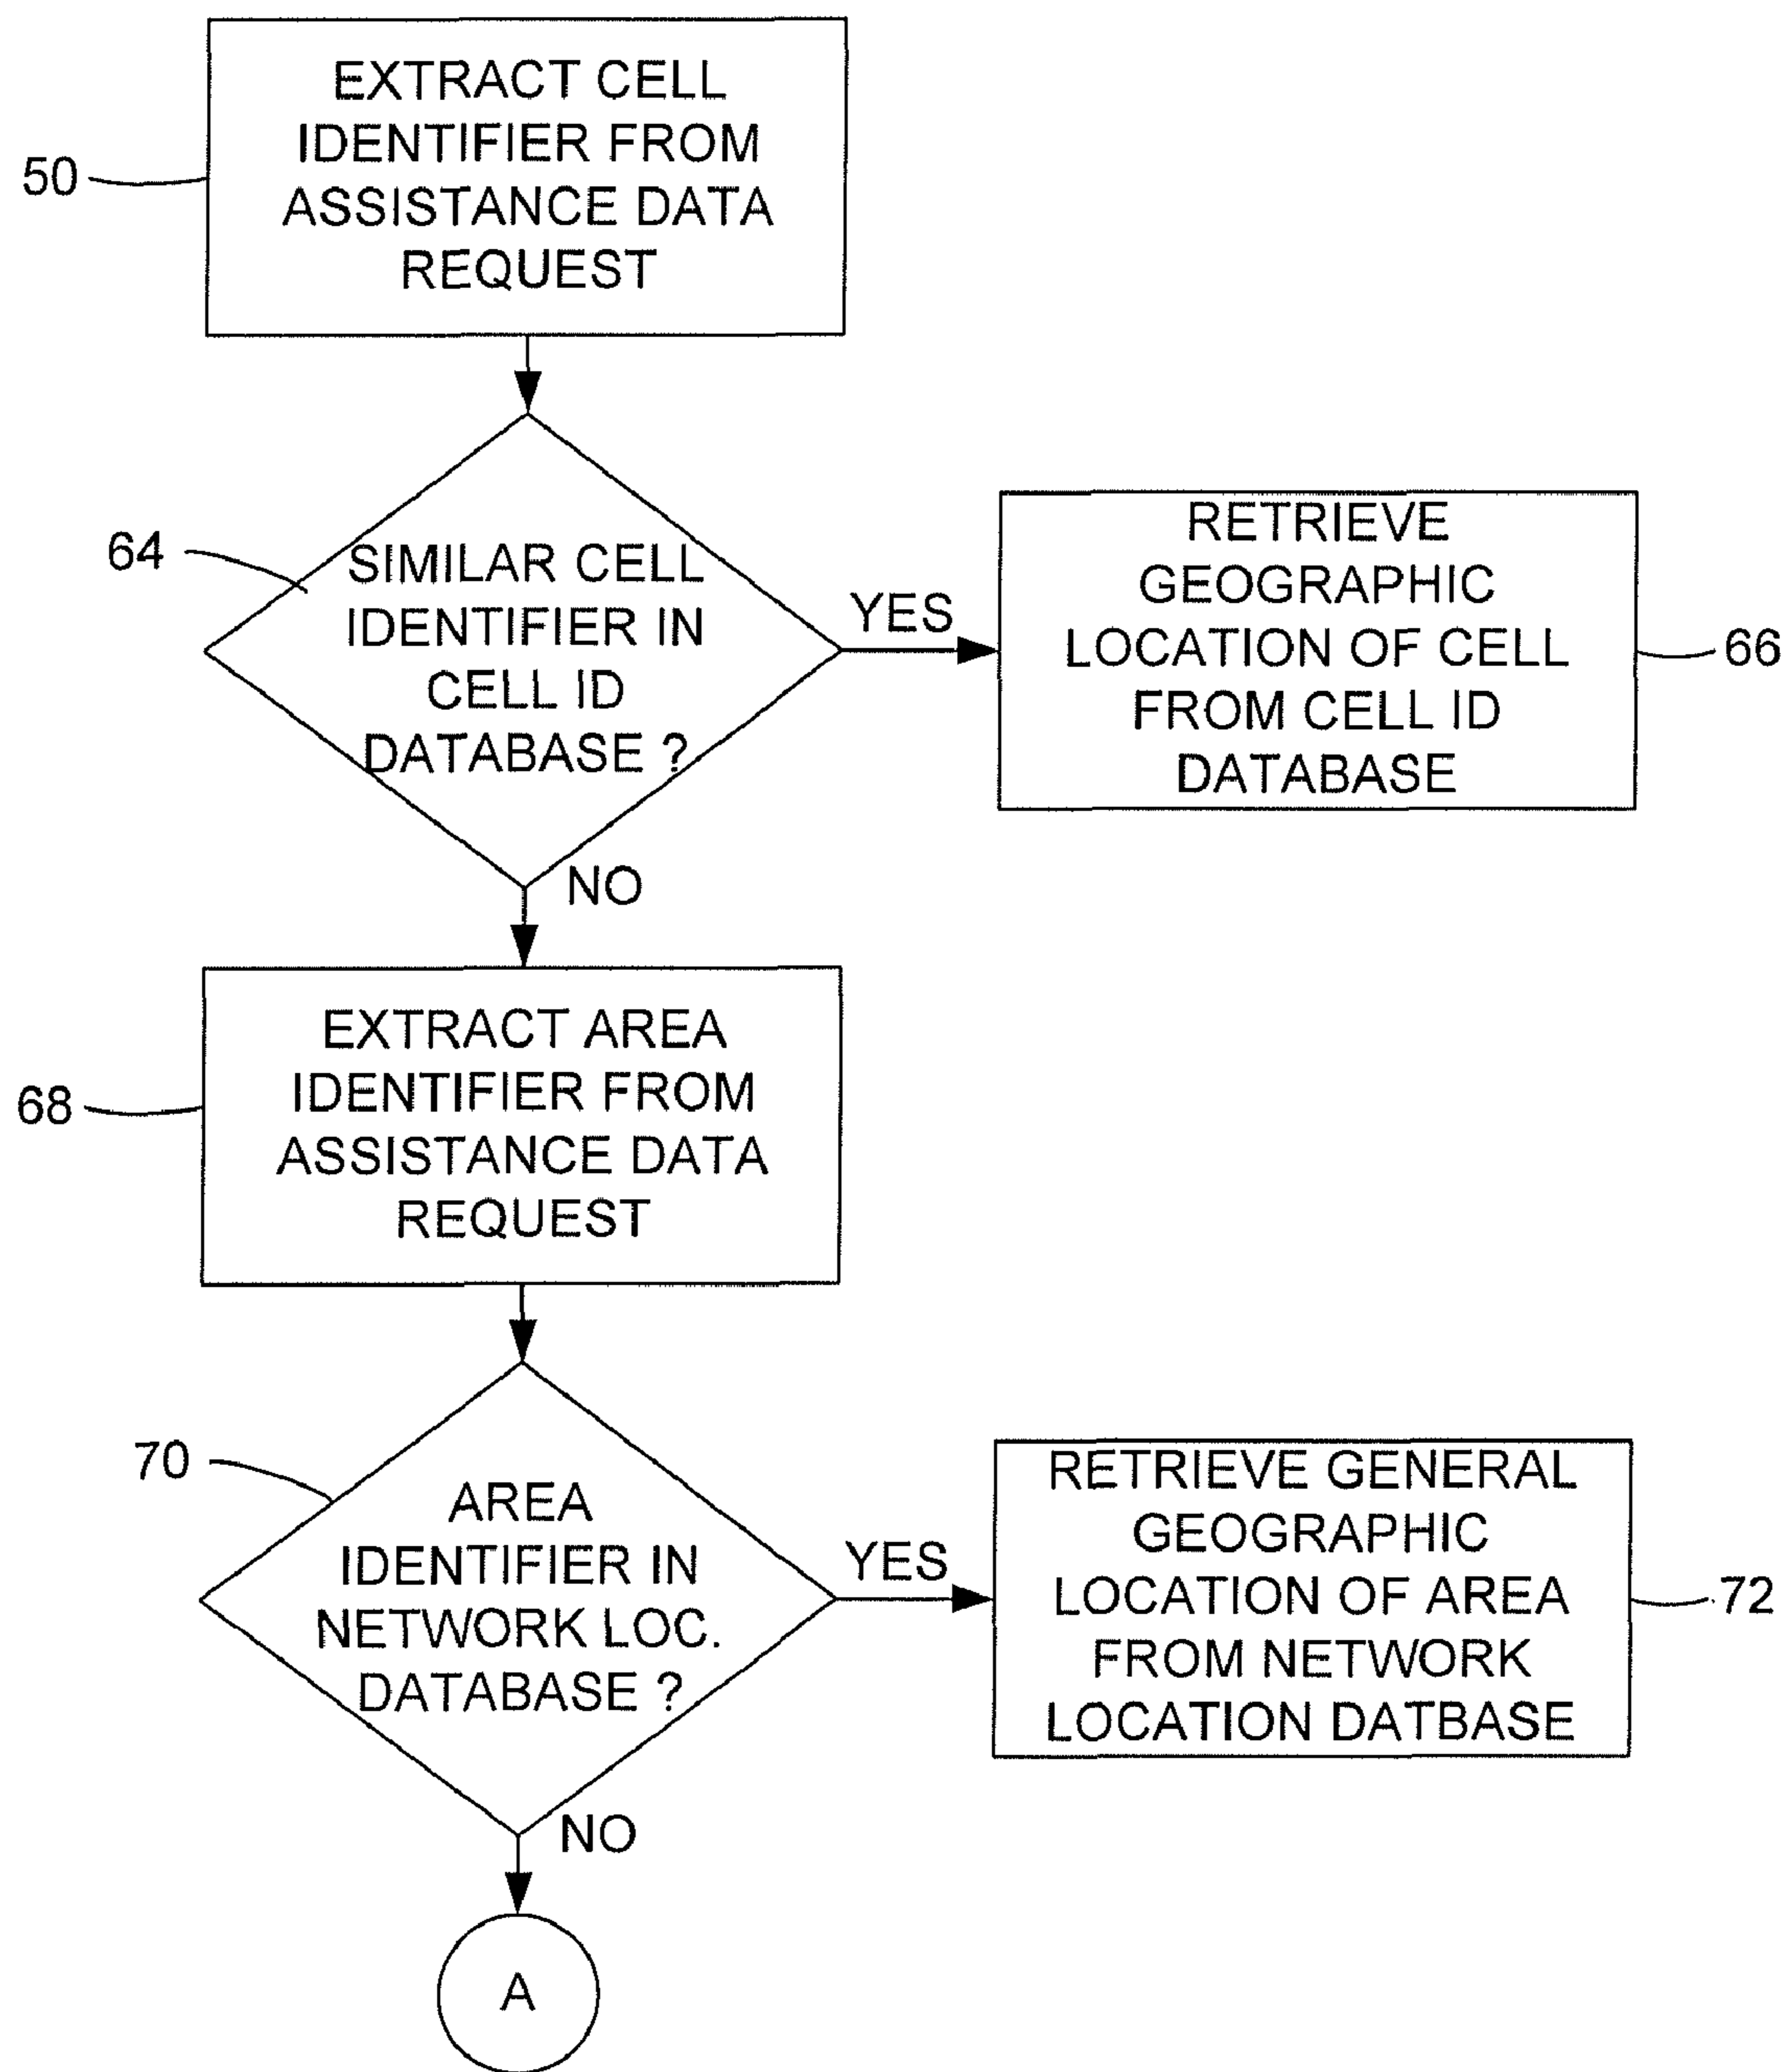 EXTRACT CELL
IDENTIFIER FROM
ASSISTANCE DATA
REQUEST
50
64
SIMILAR CELL
IDENTIFIER IN
CELL ID
DATABASE ?
YES
RETRIEVE
GEOGRAPHIC
LOCATION OF CELL
FROM CELL ID
DATABASE
66
NO
EXTRACT AREA
IDENTIFIER FROM
ASSISTANCE DATA
REQUEST
68
70
AREA
IDENTIFIER IN
NETWORK LOC.
DATABASE ?
YES
RETRIEVE GENERAL
GEOGRAPHIC
LOCATION OF AREA
FROM NETWORK
LOCATION DATBASE
72
NO
A